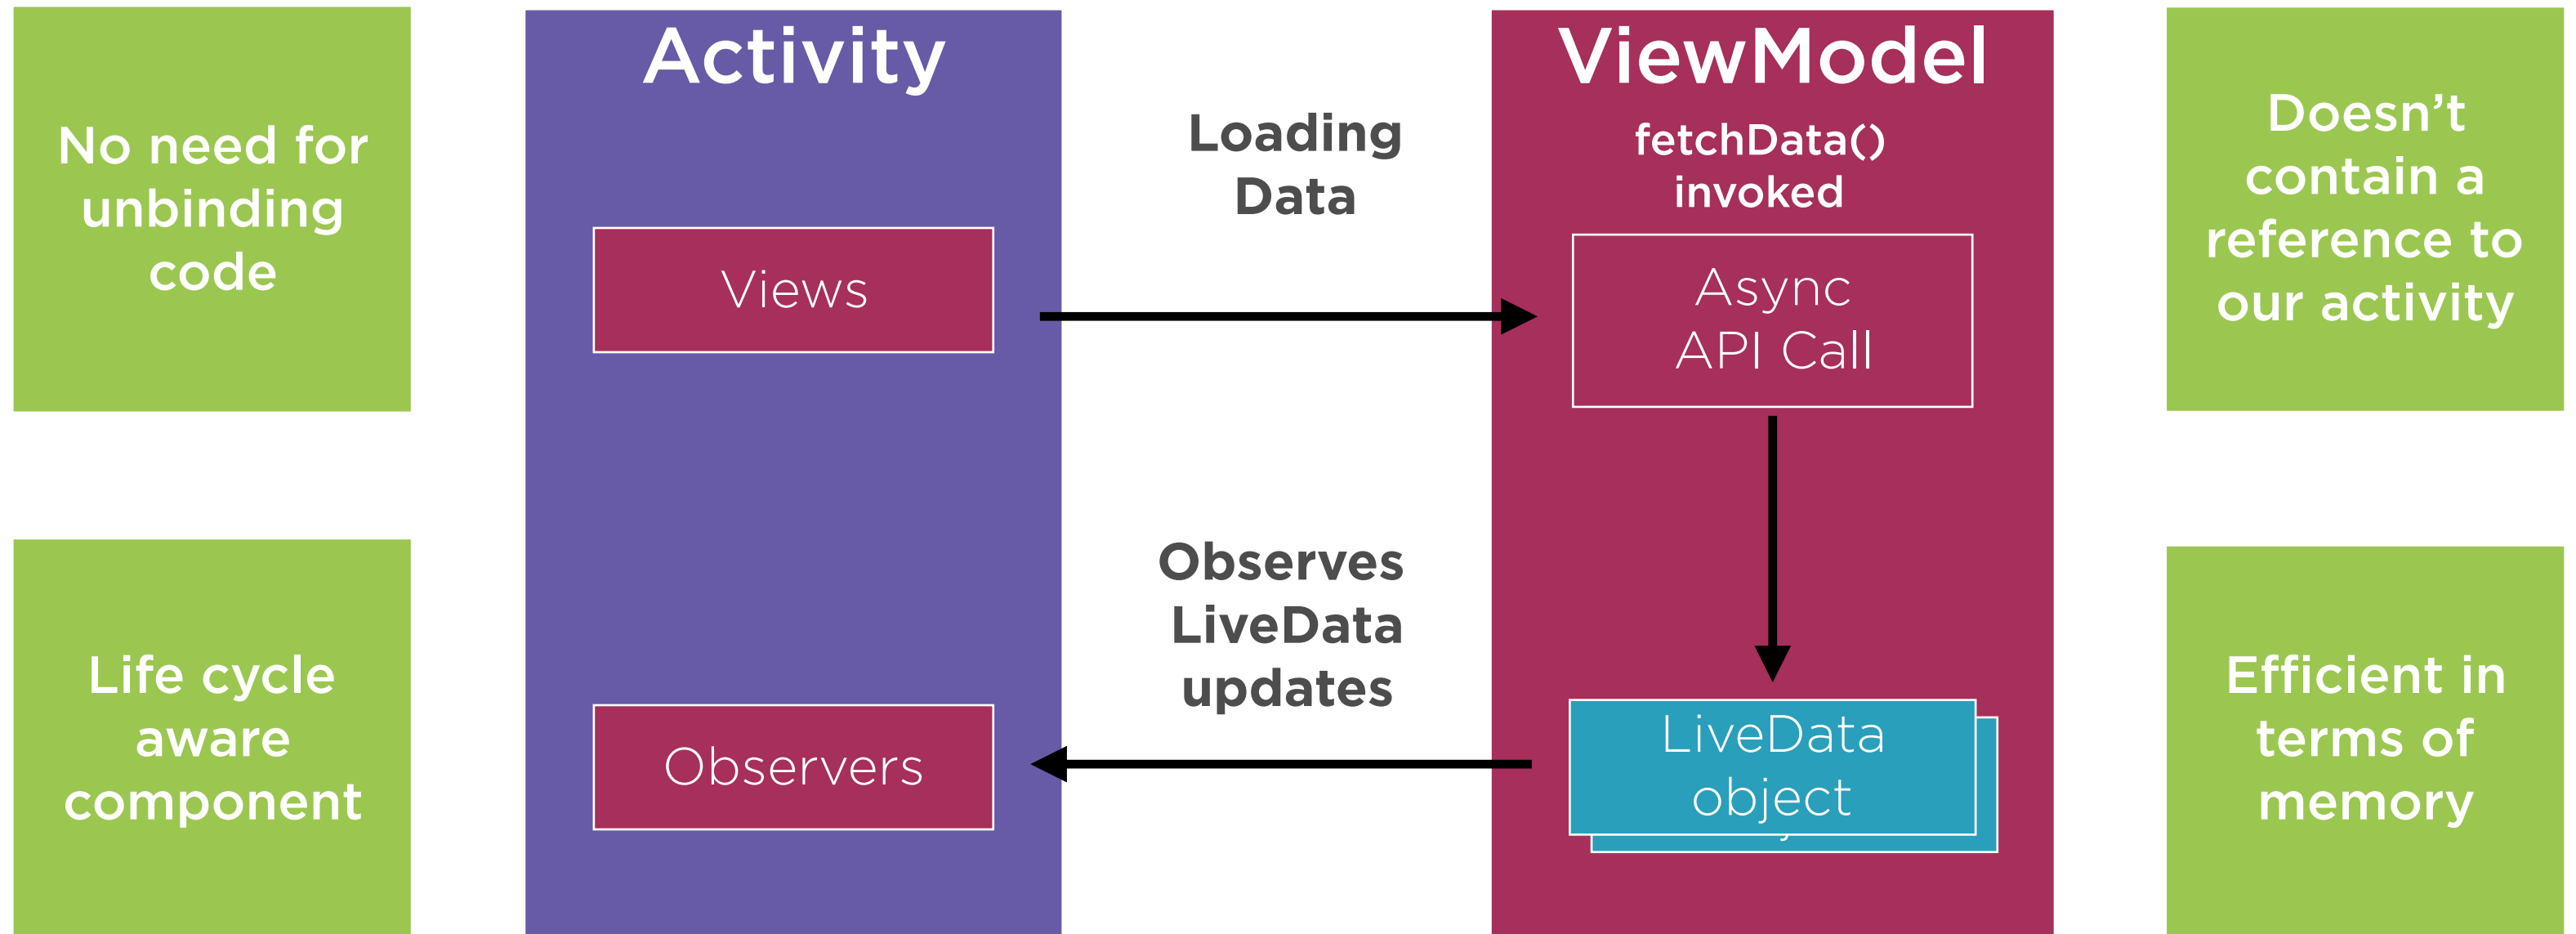 No need for
unbinding
code
Life cycle
aware
component
Activity
Views
Observers
Loading
Data
Observes
LiveData
updates
ViewModel
fetchData()
invoked
Async
API Call
LiveData
object
Doesn’t
contain a
reference to
our activity
Efficient in
terms of
memory